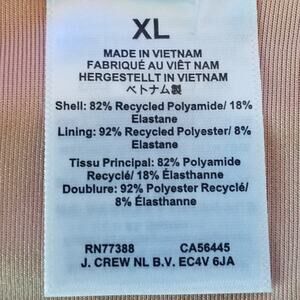 XL
MADE IN VIETNAM
FABRIQUÉ AU VIÊT NAM
HERGESTELLT IN VIETNAM
ベトナム製
Shell: 82% Recycled Polyamide/ 18%
Elastane
Lining: 92% Recycled Polyester/ 8%
Elastane
Tissu Principal: 82% Polyamide
Recyclé/ 18% Élasthanne
Doublure: 92% Polyester Recyclé/
8% Élasthanne
RN77388 CA56445
J. CREW NL B.V. EC4V 6JA